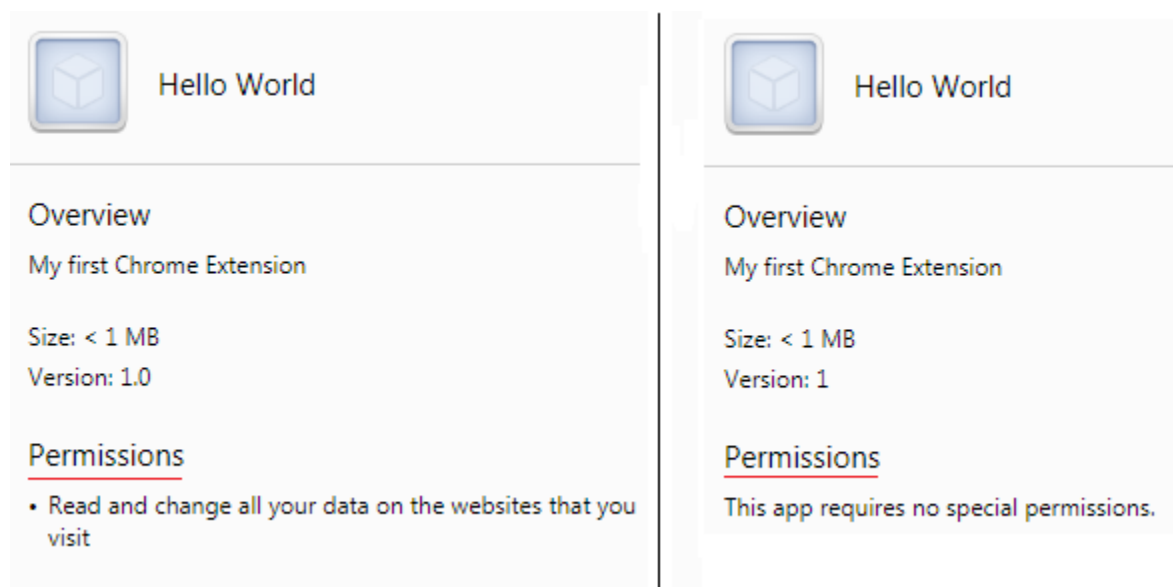 Hello World
Overview
My first Chrome Extension
Size: < 1 MB
Version: 1.0
Permissions
• Read and change all your data on the websites that you
visit
Hello World
Overview
My first Chrome Extension
Size: < 1 MB
Version: 1
Permissions
This app requires no special permissions.